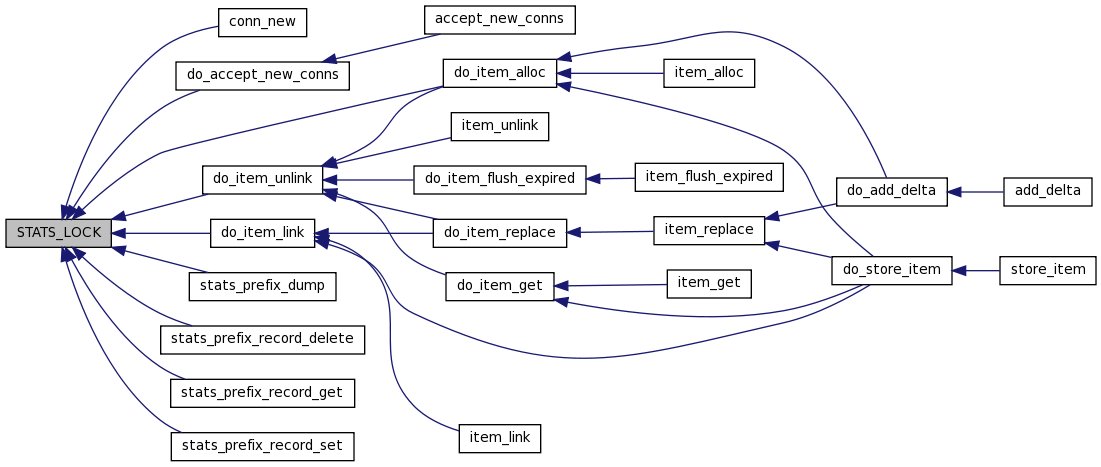 conn_new
accept_new_conns
do_accept_new_conns
do_item_alloc
item_alloc
item_unlink
do_item_unlink
do_item_flush_expired
item_flush_expired
do_add_delta
add_delta
STATS_LOCK
do_item_link
do_item_replace
item_replace
do_store_item
store_item
stats_prefix_dump
do_item_get
item_get
stats_prefix_record_delete
stats_prefix_record_get
item_link
stats_prefix_record_set